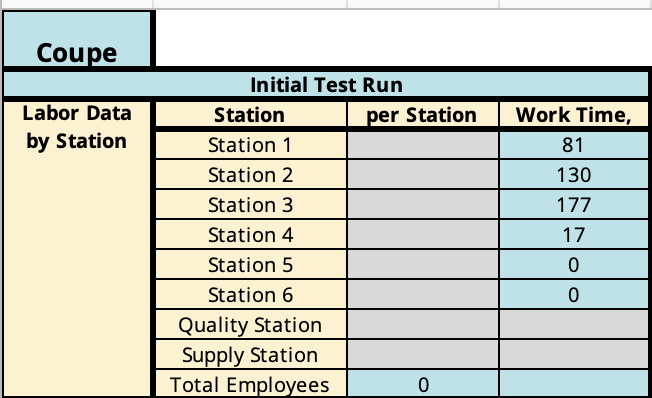 Coupe
Initial Test Run
Labor Data
by Station
Station per Station Work Time,
Station 1 81
Station 2 130
Station 3 177
Station 4 17
Station 5 0
Station 6 0
Quality Station
Supply Station
Total Employees 0